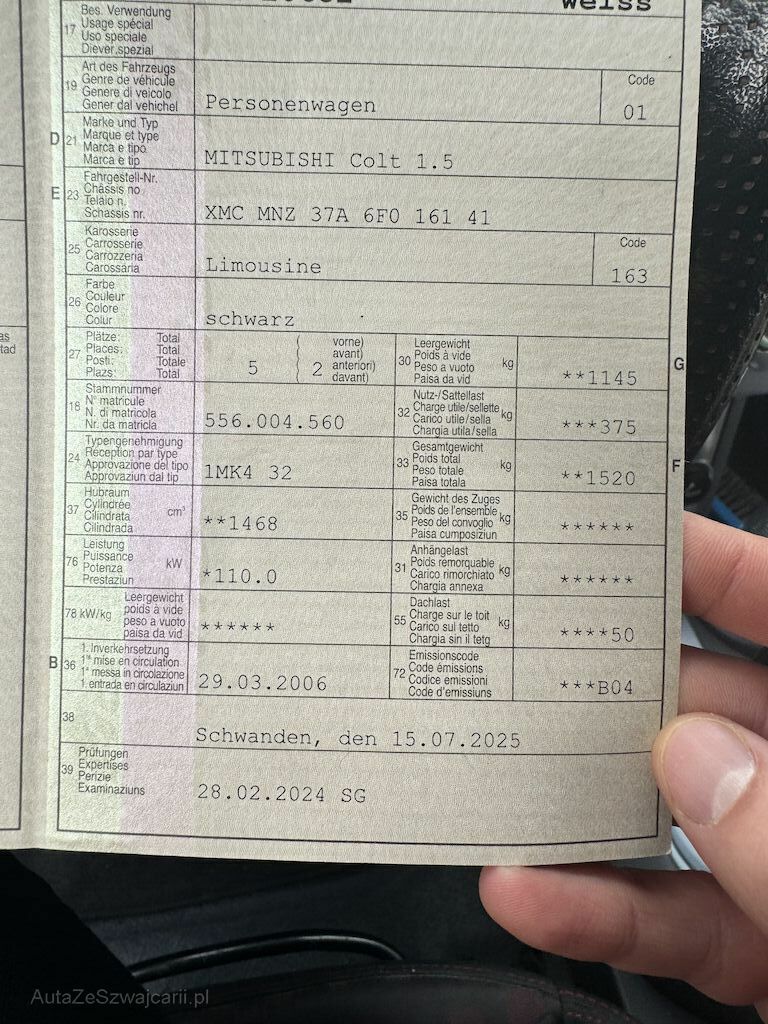 weiss
17 Bes. Verwendung
Usage spécial
Uso speciale
Diever spezial
19 Art des Fahrzeugs
Genre de véhicule
Genere di veicolo
Gener dal vehichel
Personenwagen
Code
01
D 21 Marke und Typ
Marque et type
Marca e tipo
Marca e tip
MITSUBISHI Colt 1.5
E 23 Fahrgestell-Nr.
Châssis no
Telaio n.
Schassis nr.
XMC MNZ 37A 6F0 161 41
25 Karosserie
Carrosserie
Carrozzeria
Carossaria
Limousine
Code
163
26 Farbe
Couleur
Colore
Colur
schwarz
27 Plätze: Total
Places: Total
Posti: Totale
Plazs: Total
5
2
vorne)
avant)
anteriori)
davant)
30 Leergewicht
Poids à vide
Peso a vuoto
Paisa da vid
kg
**1145
G
18 Stammnummer
N° matricule
N. di matricola
Nr. da matricla
556.004.560
32 Nutz-/Sattellast
Charge utile/sellette
Carico utile/sella
Chargia utila/sella
kg
***375
24 Typengenehmigung
Réception par type
Approvazione del tipo
Approvaziun dal tip
1MK4 32
33 Gesamtgewicht
Poids total
Peso totale
Paisa totala
kg
**1520
F
37 Hubraum
Cylindrée
Cilindrata
Cilindrada
cm³
**1468
35 Gewicht des Zuges
Poids de l'ensemble
Peso del convoglio
Paisa cumposiziun
kg
******
76 Leistung
Puissance
Potenza
Prestaziun
kW
*110.0
31 Anhängelast
Poids remorquable
Carico rimorchiato
Chargia annexa
kg
******
78 kW/kg
Leergewicht
poids à vide
peso a vuoto
paisa da vid
******
55 Dachlast
Charge sur le toit
Carico sul tetto
Chargia sin il tetg
kg
****50
B 36 1. Inverkehrsetzung
1re mise en circulation
1a messa in circolazione
1. entrada en circulaziun
29.03.2006
72 Emissionscode
Code émissions
Codice emissioni
Code d'emissiuns
***B04
38
Schwanden, den 15.07.2025
39 Prüfungen
Expertises
Perizie
Examinaziuns
28.02.2024 SG
AutaZeSzwajcarii.pl